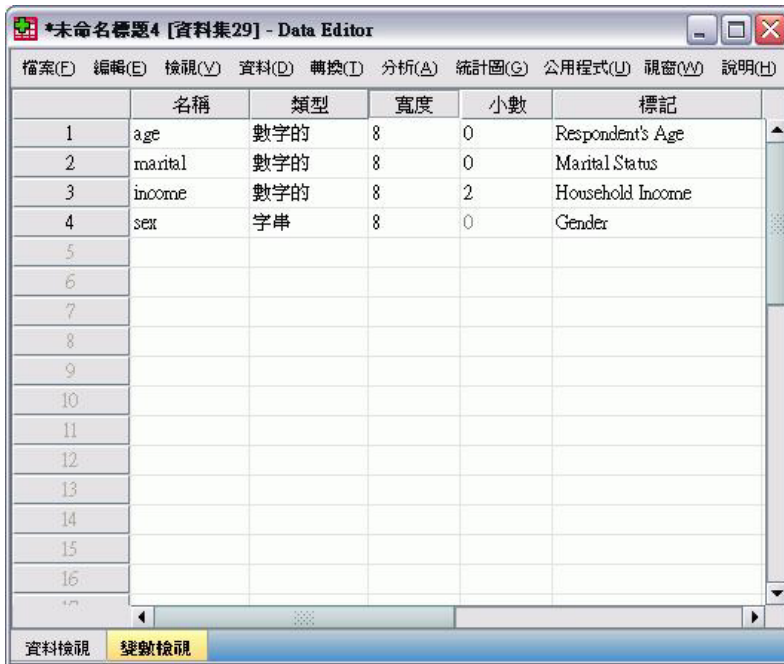 *未命名標題4 [資料集29] - Data Editor
檔案(F) 編輯(E) 檢視(V) 資料(D) 轉換(T) 分析(A) 統計圖(G) 公用程式(U) 視窗(W) 說明(H)
名稱 類型 寬度 小數 標記
1 age 數字的 8 0 Respondent's Age
2 marital 數字的 8 0 Marital Status
3 income 數字的 8 2 Household Income
4 sex 字串 8 0 Gender
5
6
7
8
9
10
11
12
13
14
15
16
資料檢視 變數檢視